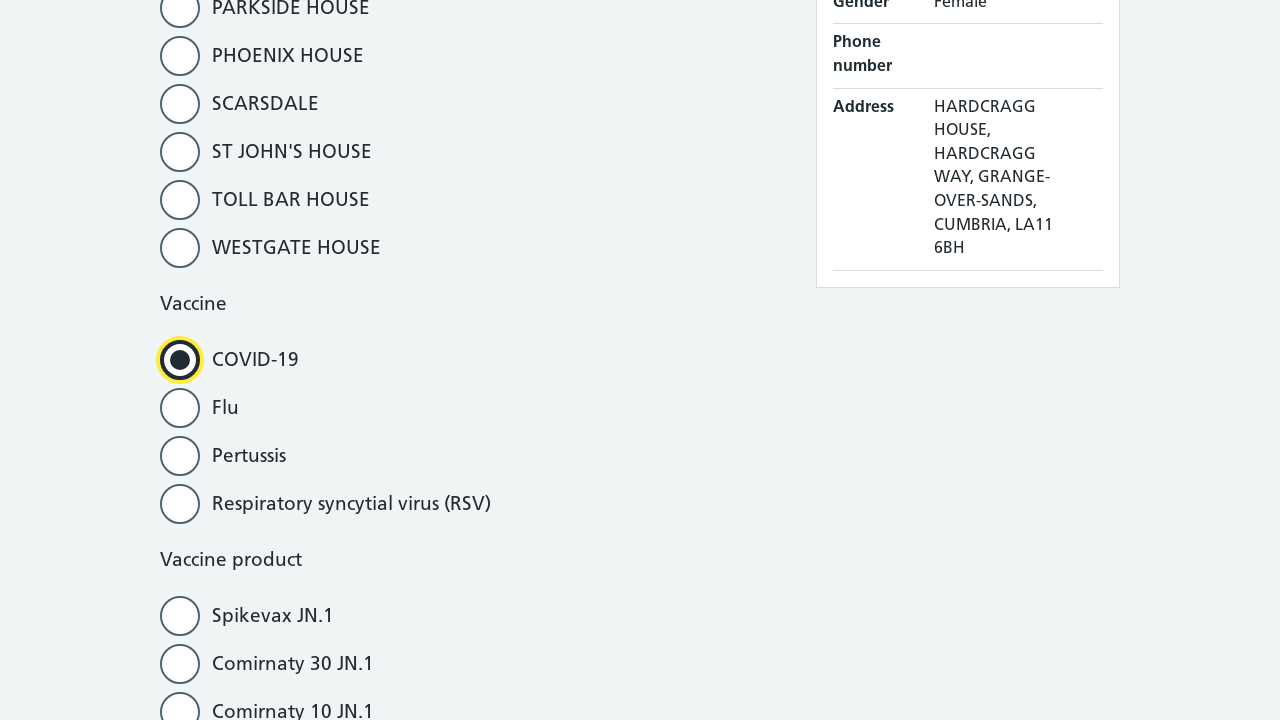 PARKSIDE HOUSE
PHOENIX HOUSE
SCARSDALE
ST JOHN'S HOUSE
TOLL BAR HOUSE
WESTGATE HOUSE
Vaccine
COVID-19
Flu
Pertussis
Respiratory syncytial virus (RSV)
Vaccine product
Spikevax JN.1
Comirnaty 30 JN.1
Comirnaty 10 JN.1
Gender Female
Phone
number
Address HARDCRAGG
HOUSE,
HARDCRAGG
WAY, GRANGE-
OVER-SANDS,
CUMBRIA, LA11
6BH